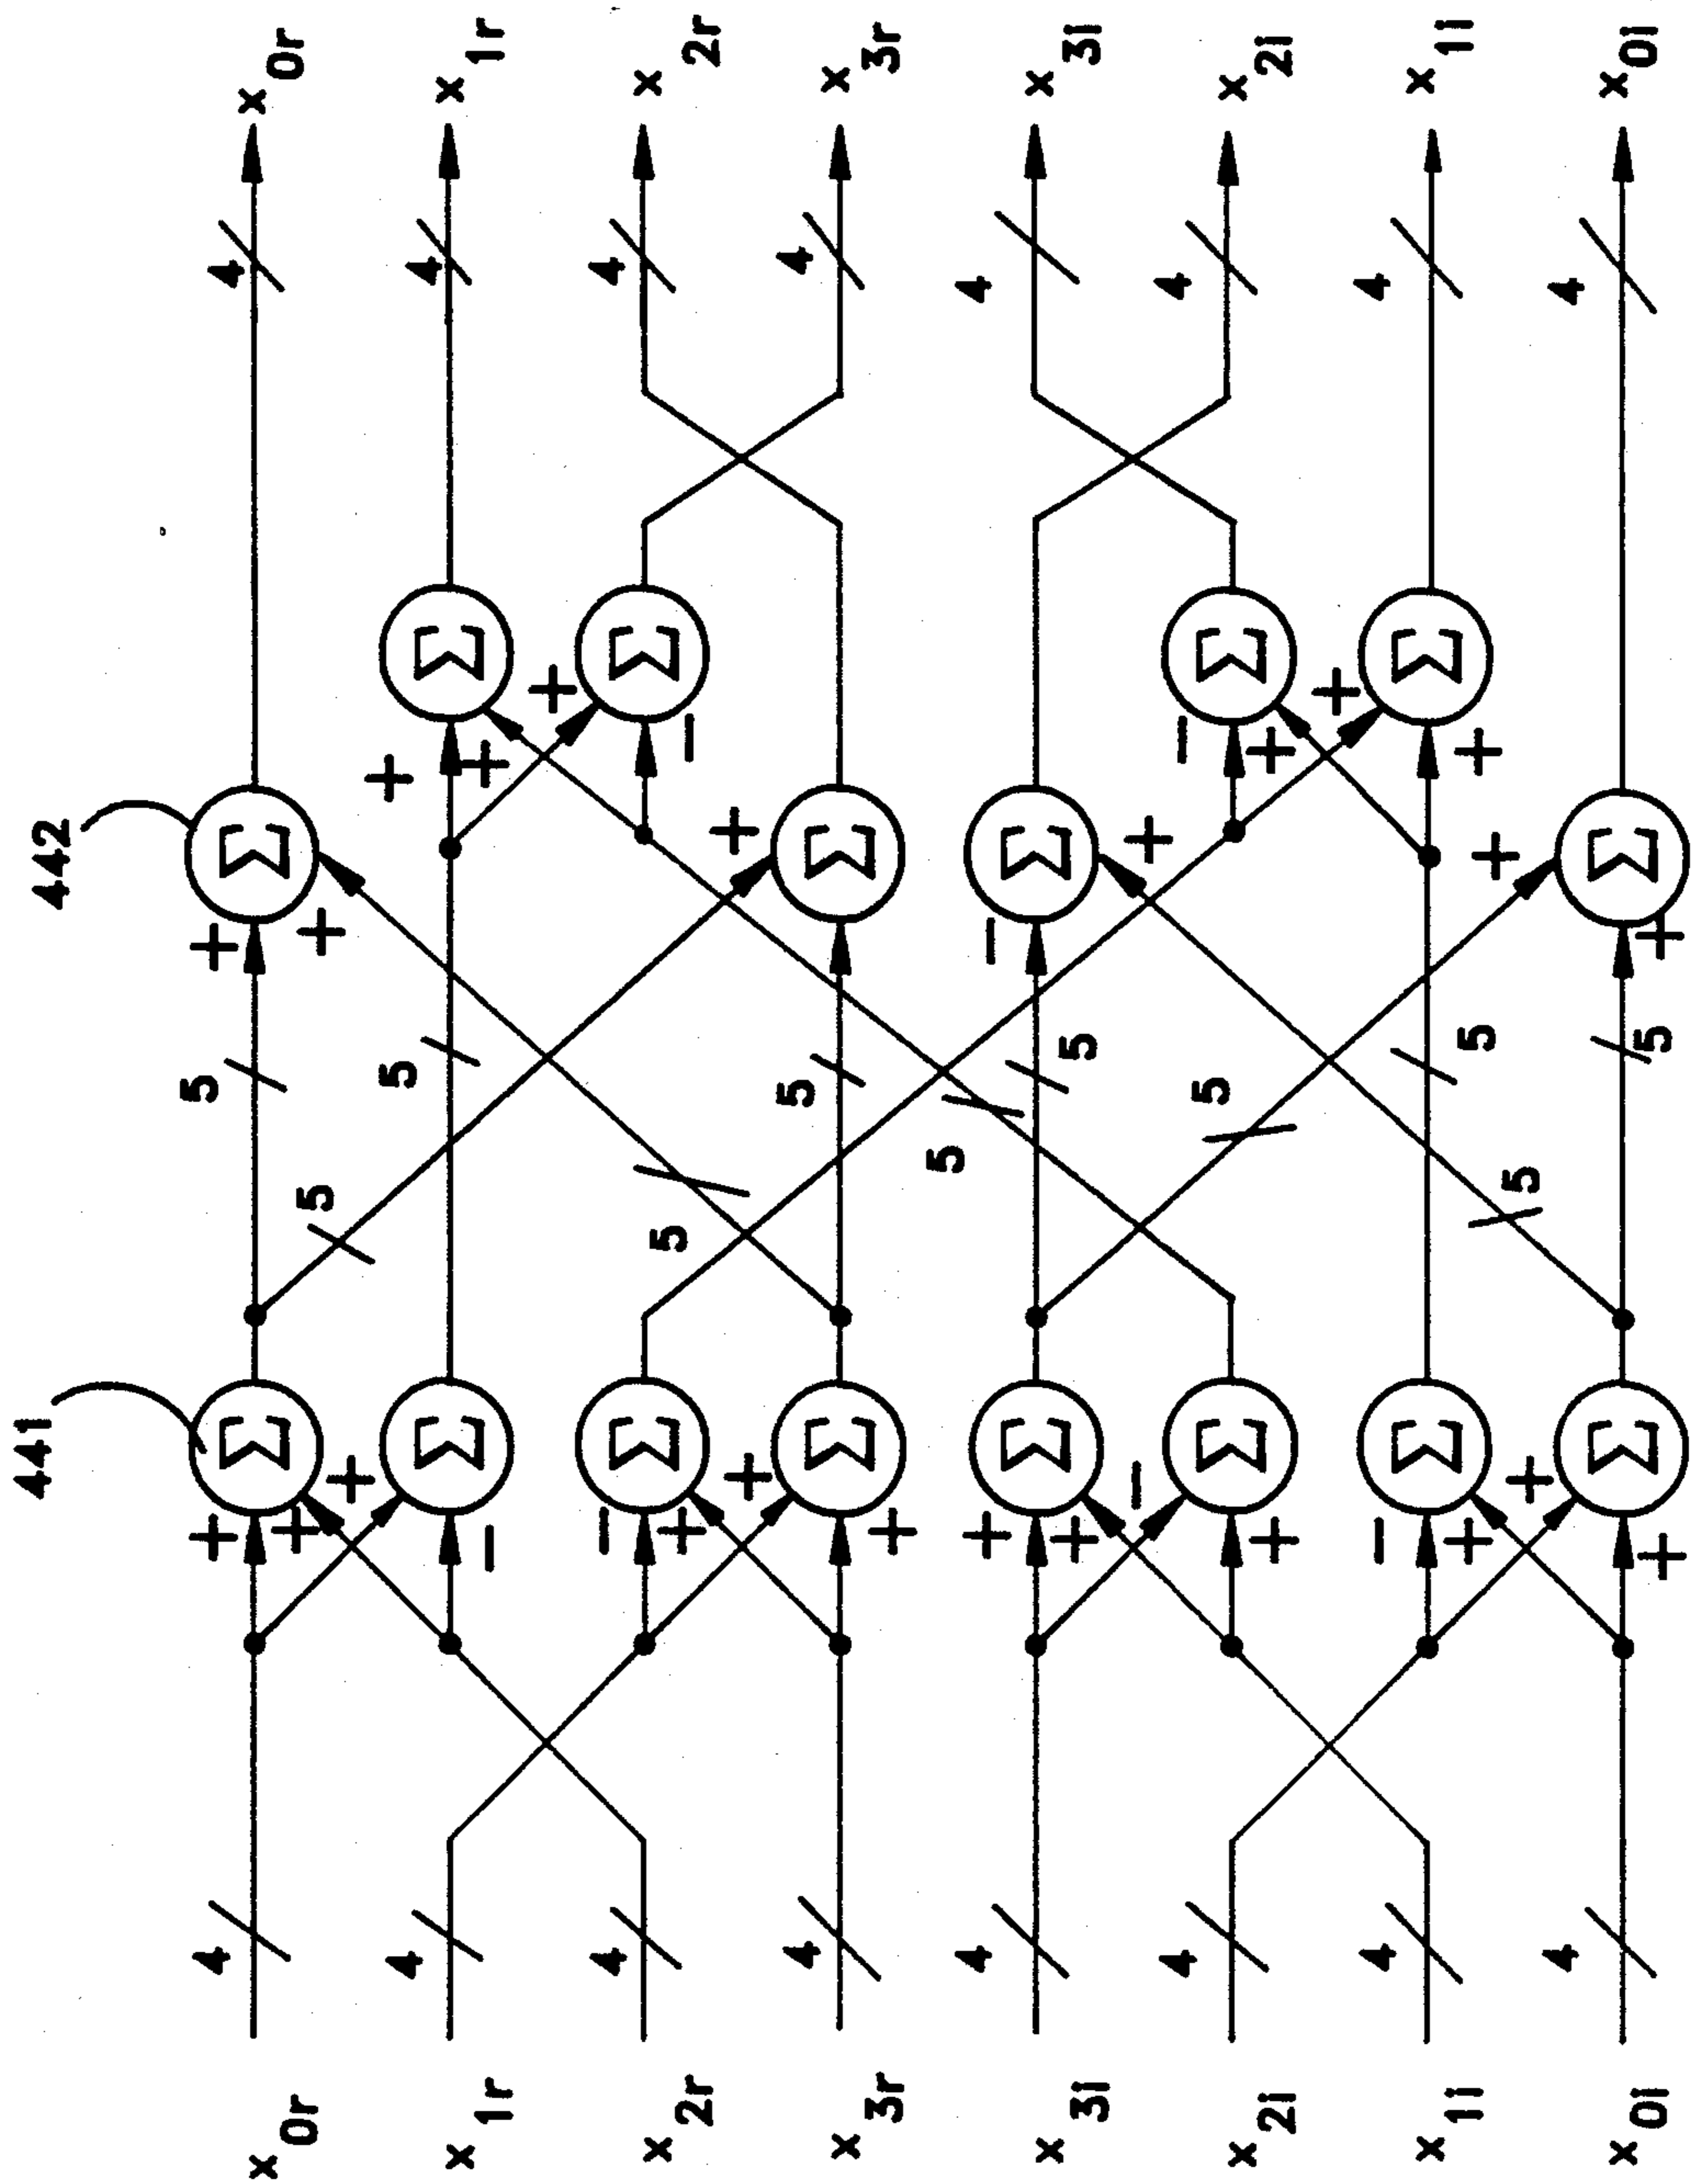 441 442
4 + 5 + 4
x0r Σ Σ x0r
+ 5 +
+
4 5 + 4
x1r Σ Σ x1r
− +
+
4 − 4
x2r Σ Σ x2r
+ 5 −
+ +
4 5 4
x3r Σ Σ x3r
+
5
4 + − 4
x3i Σ Σ x3i
+ 5
− +
4 5 − 4
x2i Σ Σ x2i
+ +
+
4 − 4
x1i Σ Σ x1i
+ 5 +
+ 5 +
4 4
x0i Σ Σ x0i
+ 5 +